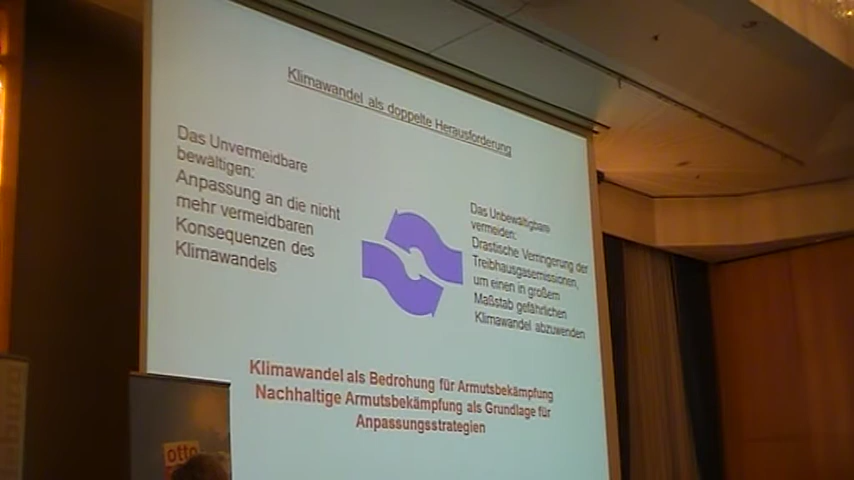 Klimawandel als doppelte Herausforderung
Das Unvermeidbare
bewältigen:
Anpassung an die nicht
mehr vermeidbaren
Konsequenzen des
Klimawandels
Das Unbewältigbare
vermeiden:
Drastische Verringerung der
Treibhausgasemissionen,
um einen in großem
Maßstab gefährlichen
Klimawandel abzuwenden
Klimawandel als Bedrohung für Armutsbekämpfung
Nachhaltige Armutsbekämpfung als Grundlage für
Anpassungsstrategien
otto